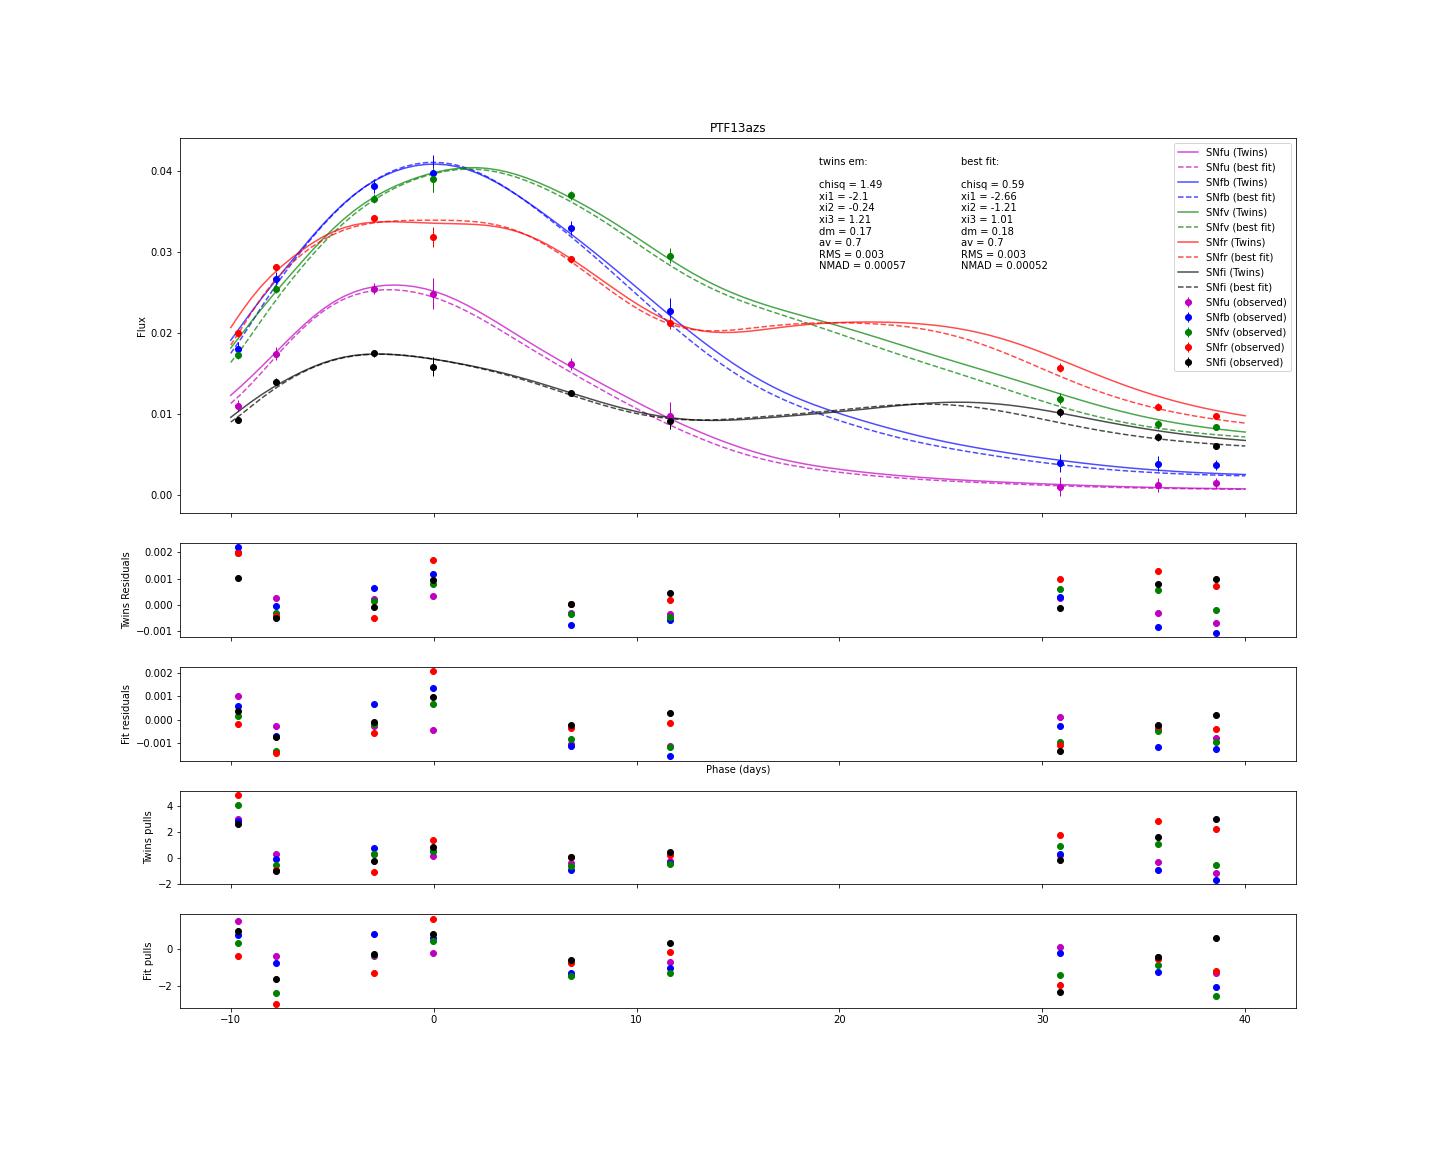 PTF13azs
Flux
0.04
0.03
0.02
0.01
0.00
twins em:
chisq = 1.49
xi1 = -2.1
xi2 = -0.24
xi3 = 1.21
dm = 0.17
av = 0.7
RMS = 0.003
NMAD = 0.00057
best fit:
chisq = 0.59
xi1 = -2.66
xi2 = -1.21
xi3 = 1.01
dm = 0.18
av = 0.7
RMS = 0.003
NMAD = 0.00052
SNfu (Twins)
SNfu (best fit)
SNfb (Twins)
SNfb (best fit)
SNfv (Twins)
SNfv (best fit)
SNfr (Twins)
SNfr (best fit)
SNfi (Twins)
SNfi (best fit)
SNfu (observed)
SNfb (observed)
SNfv (observed)
SNfr (observed)
SNfi (observed)
Twins Residuals
0.002
0.001
0.000
−0.001
Fit residuals
0.002
0.001
0.000
−0.001
Phase (days)
Twins pulls
4
2
0
−2
Fit pulls
0
−2
−10 0 10 20 30 40